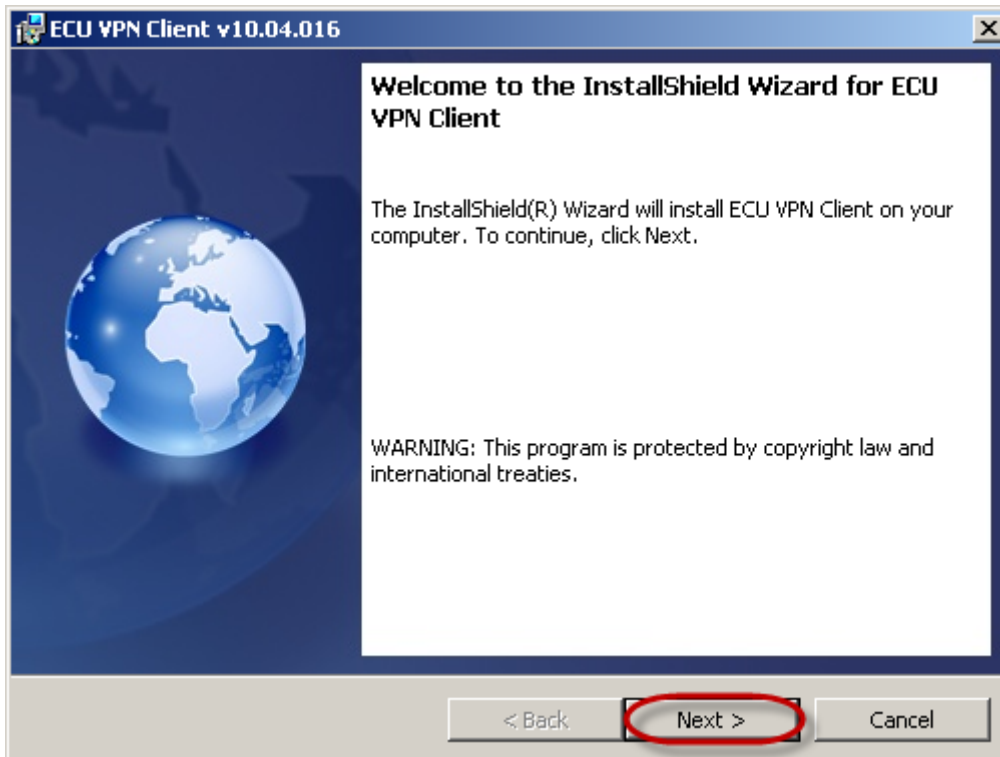 ECU VPN Client v10.04.016
Welcome to the InstallShield Wizard for ECU
VPN Client
The InstallShield(R) Wizard will install ECU VPN Client on your
computer. To continue, click Next.
WARNING: This program is protected by copyright law and
international treaties.
< Back
Next >
Cancel